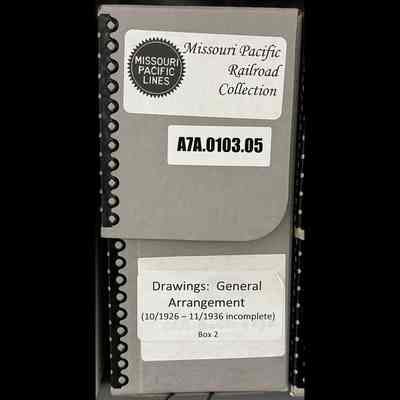 MISSOURI
PACIFIC
LINES
Missouri Pacific
Railroad
Collection
A7A.0103.05
Drawings: General
Arrangement
(10/1926 – 11/1936 incomplete)
Box 2